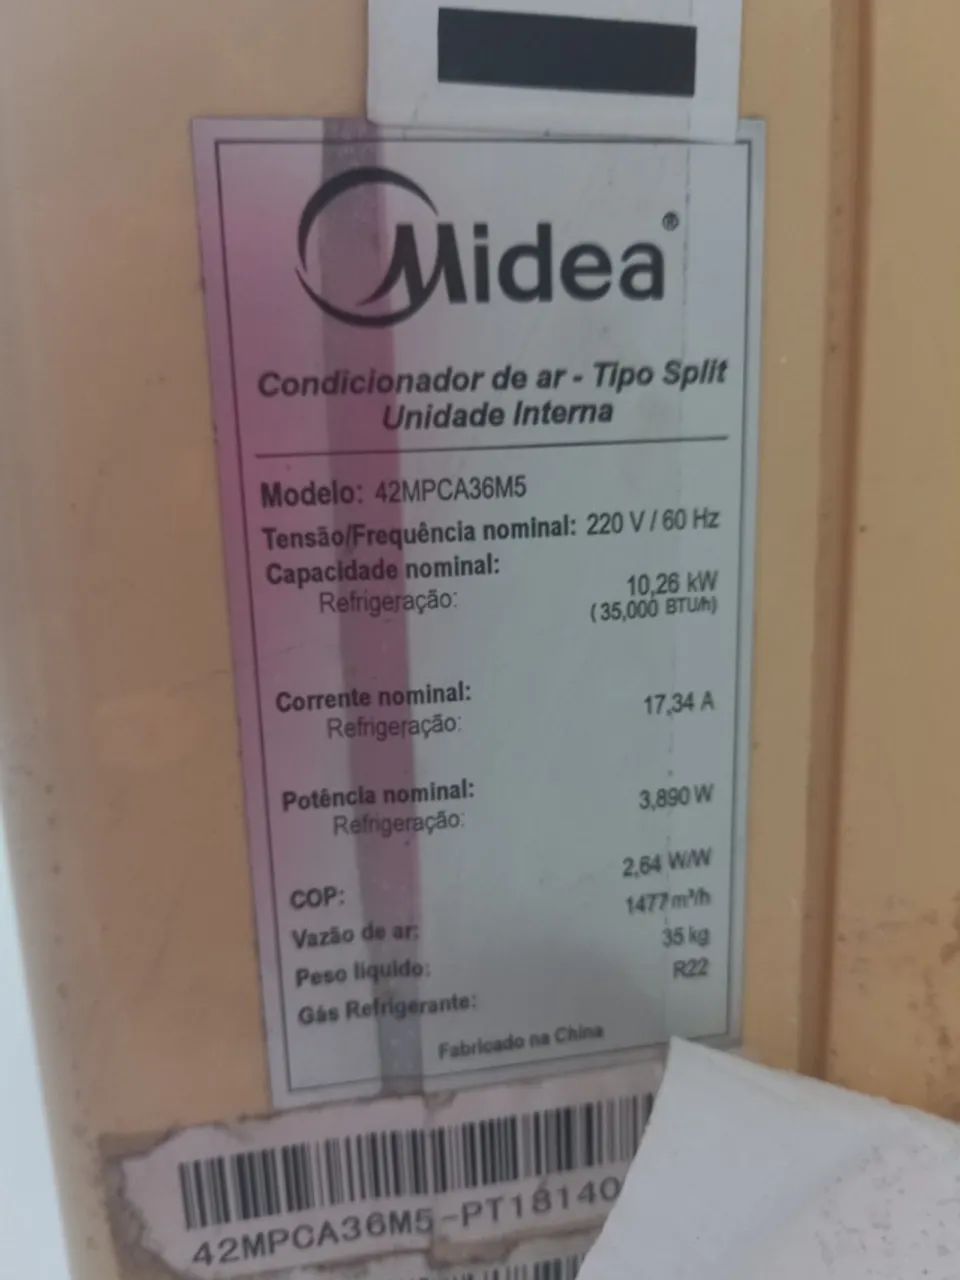 Midea®
Condicionador de ar - Tipo Split
Unidade Interna
Modelo: 42MPCA36M5
Tensão/Frequência nominal: 220 V / 60 Hz
Capacidade nominal:
Refrigeração: 10,26 kW
(35,000 BTU/h)
Corrente nominal:
Refrigeração: 17,34 A
Potência nominal:
Refrigeração: 3,890 W
COP: 2,64 W/W
Vazão de ar: 1477 m³/h
Peso líquido: 35 kg
Gás Refrigerante: R22
Fabricado na China
42MPCA36M5-PT18140